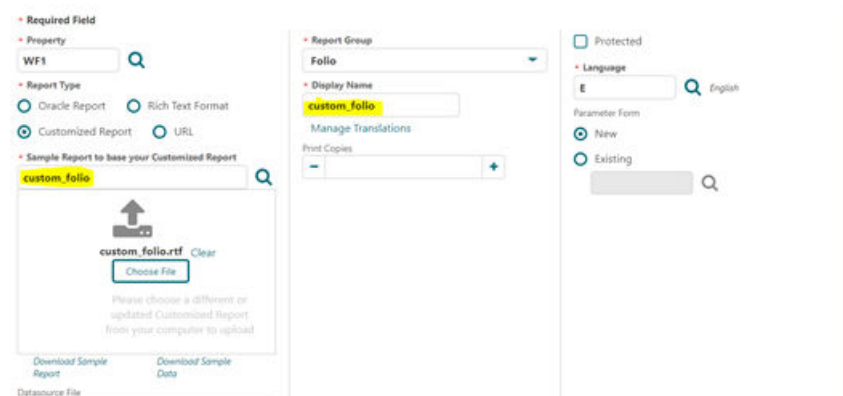 * Required Field
* Property
WF1
* Report Type
Oracle Report
Rich Text Format
Customized Report
URL
* Sample Report to base your Customized Report
custom_folio
custom_folio.rtf Clear
Choose File
Please choose a different or
updated Customized Report
from your computer to upload
Download Sample
Report
Download Sample
Data
Datasource File
* Report Group
Folio
* Display Name
custom_folio
Manage Translations
Print Copies
Protected
* Language
E
English
Parameter Form
New
Existing